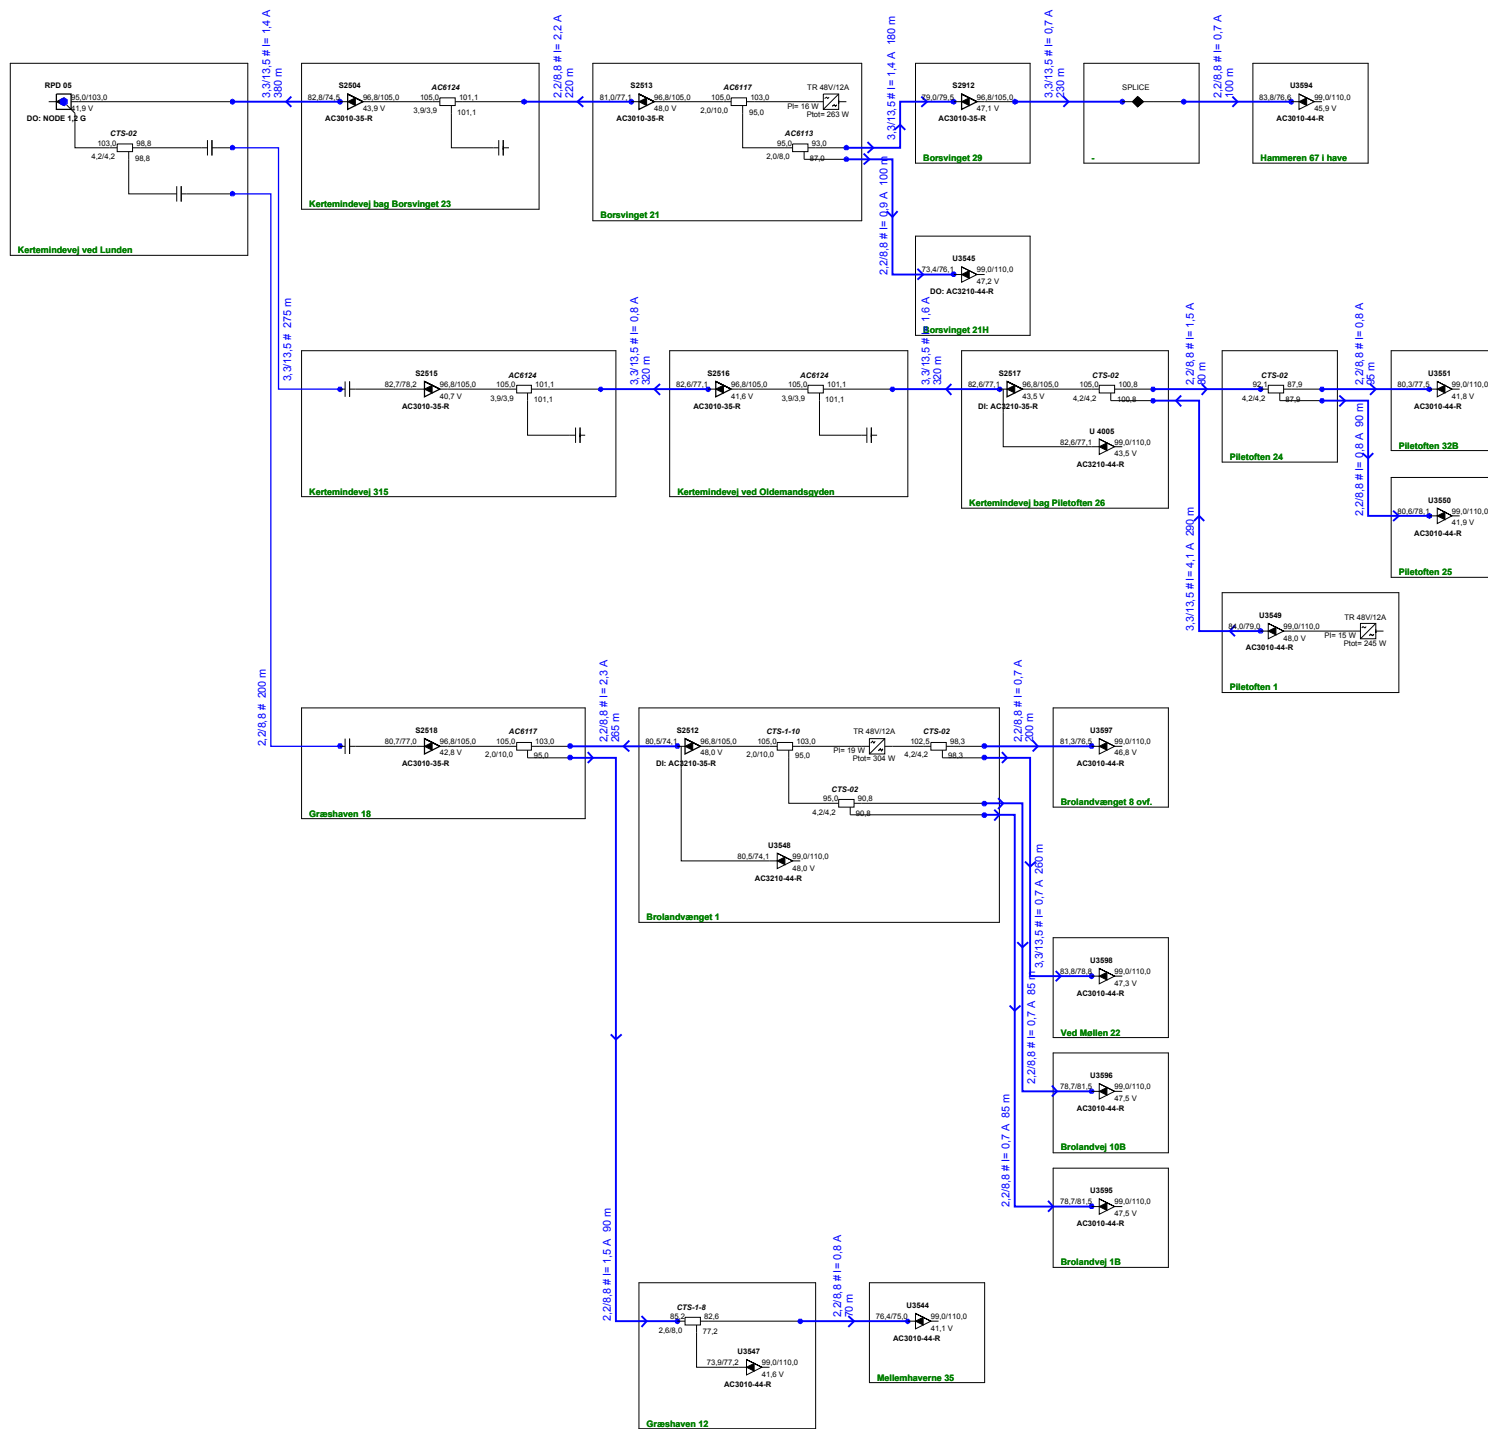 RPD 05
95,0/103,0
41,9 V
DO: NODE 1,2 G
CTS-02
103,0 98,8
4,2/4,2 98,8
Kertemindevej ved Lunden
3,3/13,5 # I= 1,4 A
380 m
S2504
82,8/74,5 96,8/105,0
43,9 V
AC3010-35-R
AC6124
105,0 101,1
3,9/3,9 101,1
Kertemindevej bag Borsvinget 23
2,2/8,8 # I= 2,2 A
220 m
S2513
81,0/77,1 96,8/105,0
48,0 V
AC3010-35-R
AC6117
105,0 103,0
2,0/10,0 95,0
TR 48V/12A
PI= 16 W
Ptot= 263 W
AC6113
95,0 93,0
2,0/8,0 87,0
Borsvinget 21
3,3/13,5 # I= 1,4 A 180 m
S2912
79,0/79,5 96,8/105,0
47,1 V
AC3010-35-R
Borsvinget 29
3,3/13,5 # I= 0,7 A
230 m
SPLICE
-
2,2/8,8 # I= 0,7 A
100 m
U3594
83,8/76,6 99,0/110,0
45,9 V
AC3010-44-R
Hammeren 67 i have
2,2/8,8 # I= 0,9 A 100 m
U3545
73,4/76,1 99,0/110,0
47,2 V
DO: AC3210-44-R
Borsvinget 21H
3,3/13,5 # 275 m
S2515
82,7/78,2 96,8/105,0
40,7 V
AC3010-35-R
AC6124
105,0 101,1
3,9/3,9 101,1
Kertemindevej 315
3,3/13,5 # I= 0,8 A
320 m
S2516
82,6/77,1 96,8/105,0
41,6 V
AC3010-35-R
AC6124
105,0 101,1
3,9/3,9 101,1
Kertemindevej ved Oldemandsgyden
3,3/13,5 # I= 1,6 A
320 m
S2517
82,6/77,1 96,8/105,0
43,5 V
DI: AC3210-35-R
CTS-02
105,0 100,8
4,2/4,2 100,8
U 4005
82,6/77,1 99,0/110,0
43,5 V
AC3210-44-R
Kertemindevej bag Piletoften 26
2,2/8,8 # I= 1,5 A
80 m
CTS-02
92,1 87,9
4,2/4,2 87,9
Piletoften 24
2,2/8,8 # I= 0,8 A
95 m
U3551
80,3/77,5 99,0/110,0
41,8 V
AC3010-44-R
Piletoften 32B
2,2/8,8 # I= 0,8 A 90 m
U3550
80,6/78,1 99,0/110,0
41,9 V
AC3010-44-R
Piletoften 25
3,3/13,5 # I= 4,1 A 290 m
U3549
84,0/79,0 99,0/110,0
48,0 V
AC3010-44-R
TR 48V/12A
PI= 15 W
Ptot= 245 W
Piletoften 1
2,2/8,8 # 200 m
S2518
80,7/77,0 96,8/105,0
42,8 V
AC3010-35-R
AC6117
105,0 103,0
2,0/10,0 95,0
Græshaven 18
2,2/8,8 # I= 2,3 A
265 m
S2512
80,5/74,1 96,8/105,0
48,0 V
DI: AC3210-35-R
CTS-1-10
105,0 103,0
2,0/10,0 95,0
TR 48V/12A
PI= 19 W
Ptot= 304 W
CTS-02
102,5 98,3
4,2/4,2 98,3
CTS-02
95,0 90,8
4,2/4,2 90,8
U3548
80,5/74,1 99,0/110,0
48,0 V
AC3210-44-R
Brolandvænget 1
2,2/8,8 # I= 0,7 A
200 m
U3597
81,3/76,5 99,0/110,0
46,8 V
AC3010-44-R
Brolandvænget 8 ovf.
3,3/13,5 # I= 0,7 A 260 m
U3598
83,8/78,8 99,0/110,0
47,3 V
AC3010-44-R
Ved Møllen 22
2,2/8,8 # I= 0,7 A 85 m
U3596
78,7/81,5 99,0/110,0
47,5 V
AC3010-44-R
Brolandvej 10B
2,2/8,8 # I= 0,7 A 85 m
U3595
78,7/81,5 99,0/110,0
47,5 V
AC3010-44-R
Brolandvej 1B
2,2/8,8 # I= 1,5 A 90 m
CTS-1-8
85,2 82,6
2,6/8,0 77,2
U3547
73,9/77,2 99,0/110,0
41,6 V
AC3010-44-R
Græshaven 12
2,2/8,8 # I= 0,8 A
70 m
U3544
76,4/75,0 99,0/110,0
41,1 V
AC3010-44-R
Mellemhaverne 35